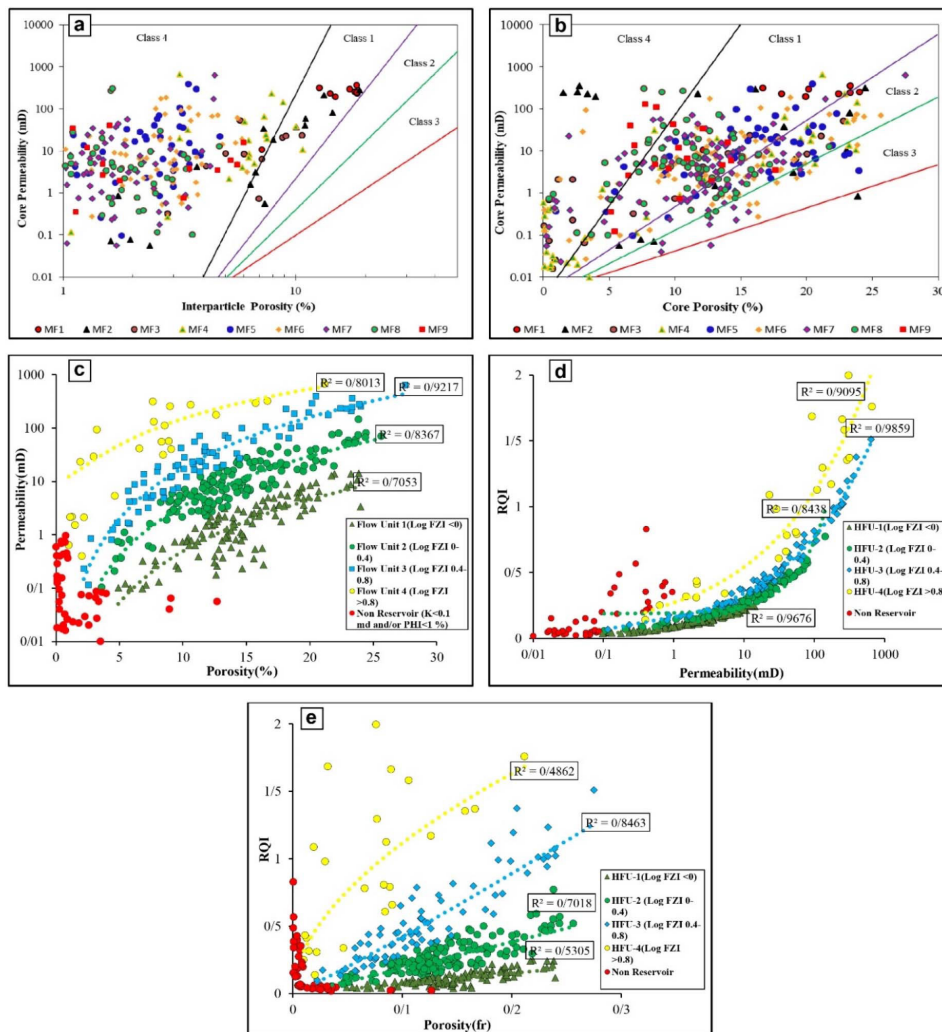 a
Class 4
Class 1
Class 2
Class 3
Core Permeability (mD)
10000
1000
100
10
1
0.1
0.01
1
10
Interparticle Porosity (%)
MF1 MF2 MF3 MF4 MF5 MF6 MF7 MF8 MF9
b
Class 4
Class 1
Class 2
Class 3
Core Permeability (mD)
10000
1000
100
10
1
0.1
0.01
0 5 10 15 20 25 30
Core Porosity (%)
MF1 MF2 MF3 MF4 MF5 MF6 MF7 MF8 MF9
c
R² = 0/8013
R² = 0/9217
R² = 0/8367
R² = 0/7053
Permeability(mD)
1000
100
10
1
0/1
0/01
0 5 10 15 20 25 30
Porosity(%)
Flow Unit 1(Log FZI <0)
Flow Unit 2 (Log FZI 0-
0.4)
Flow Unit 3 (Log FZI 0.4-
0.8)
Flow Unit 4 (Log FZI
>0.8)
Non Reservoir (K<0.1
md and/or PHI<1 %)
d
R² = 0/9095
R² = 0/9859
R² = 0/8438
R² = 0/9676
RQI
2
1/5
1
0/5
0
0/01 0/1 1 10 100 1000
Permeability(mD)
HFU-1(Log FZI <0)
HFU-2 (Log FZI 0-
0.4)
HFU-3 (Log FZI 0.4-
0.8)
HFU-4(Log FZI >0.8
Non Reservoir
e
R² = 0/4862
R² = 0/8463
R² = 0/7018
R² = 0/5305
RQI
2
1/5
1
0/5
0
0 0/1 0/2 0/3
Porosity(fr)
HFU-1(Log FZI <0)
HFU-2 (Log FZI 0-
0.4)
HFU-3 (Log FZI 0.4-
0.8)
HFU-4(Log FZI
>0.8)
Non Reservoir